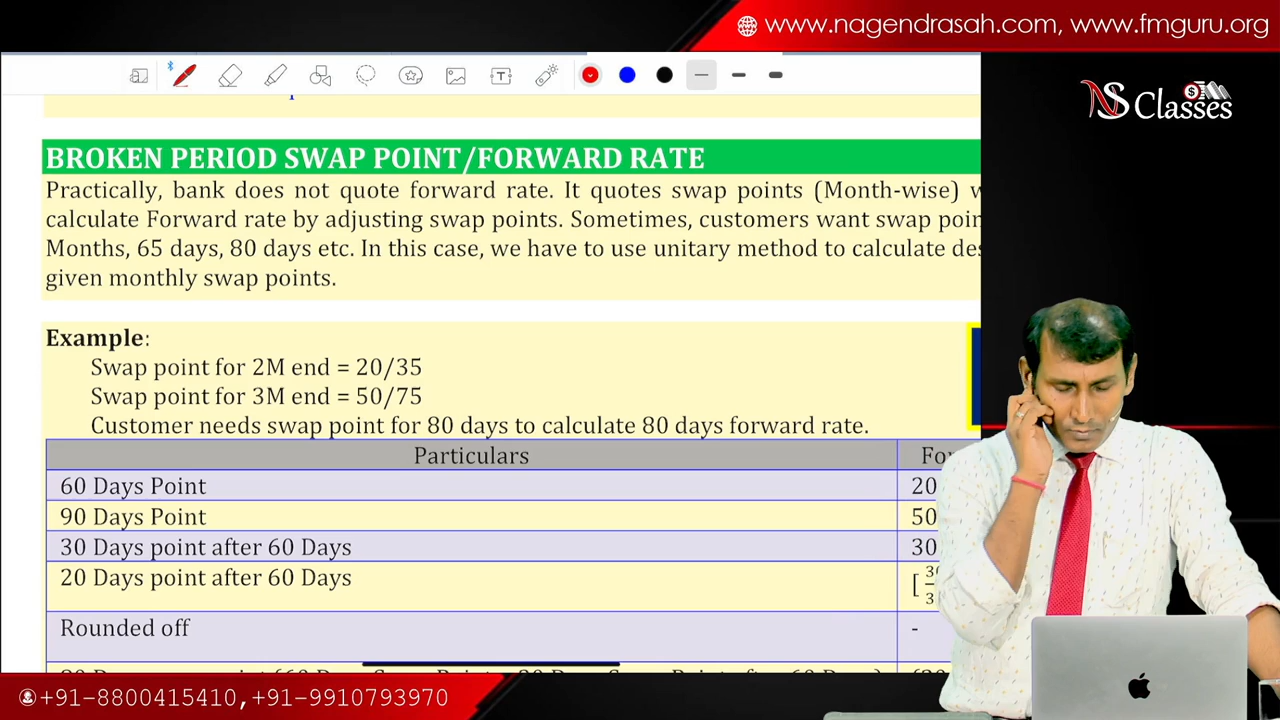 www.nagendrasah.com, www.fmguru.org
NS Classes
BROKEN PERIOD SWAP POINT/FORWARD RATE
Practically, bank does not quote forward rate. It quotes swap points (Month-wise)
calculate Forward rate by adjusting swap points. Sometimes, customers want swap
Months, 65 days, 80 days etc. In this case, we have to use unitary method to calculate
given monthly swap points.
Example:
Swap point for 2M end = 20/35
Swap point for 3M end = 50/75
Customer needs swap point for 80 days to calculate 80 days forward rate.
Particulars
60 Days Point 20
90 Days Point 50
30 Days point after 60 Days 30
20 Days point after 60 Days [
Rounded off -
+91-8800415410,+91-9910793970